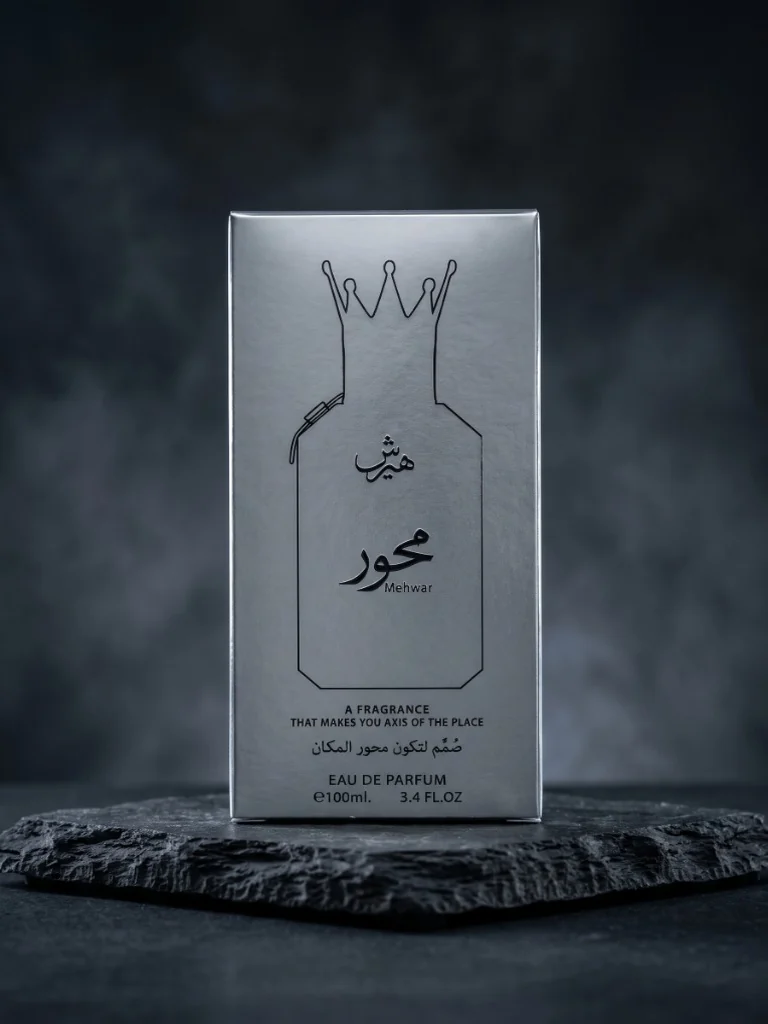 هيرش
محور
Mehwar
A FRAGRANCE
THAT MAKES YOU AXIS OF THE PLACE
صُمِّم لتكون محور المكان
EAU DE PARFUM
℮100ml. 3.4 FL.OZ